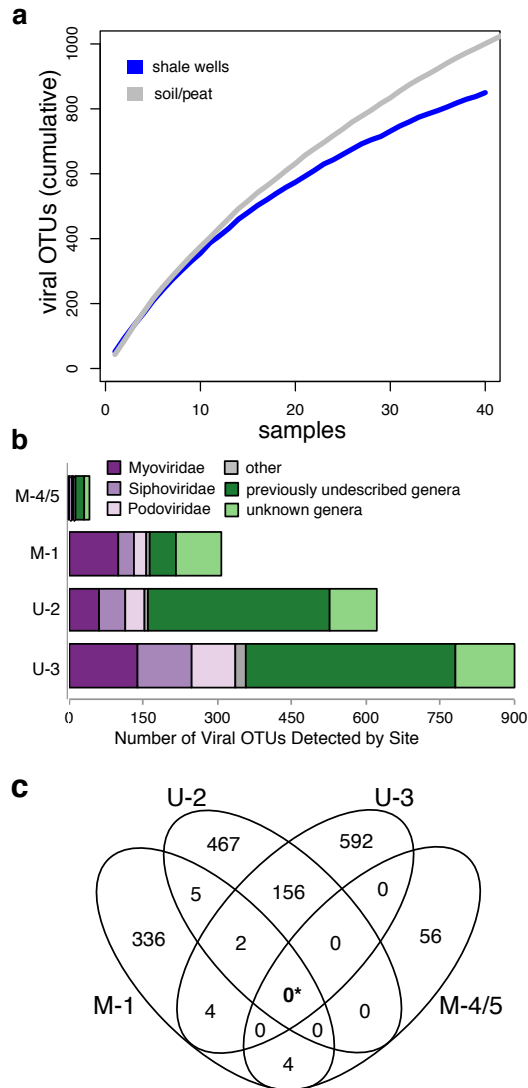 a
viral OTUs (cumulative)
0
200
400
600
800
1000
shale wells
soil/peat
0
10
20
30
40
samples
b
Myoviridae
Siphoviridae
Podoviridae
other
previously undescribed genera
unknown genera
M-4/5
M-1
U-2
U-3
0
150
300
450
600
750
900
Number of Viral OTUs Detected by Site
c
U-2
U-3
467
592
5
156
0
336
2
0
56
M-1
0*
M-4/5
4
0
0
0
4